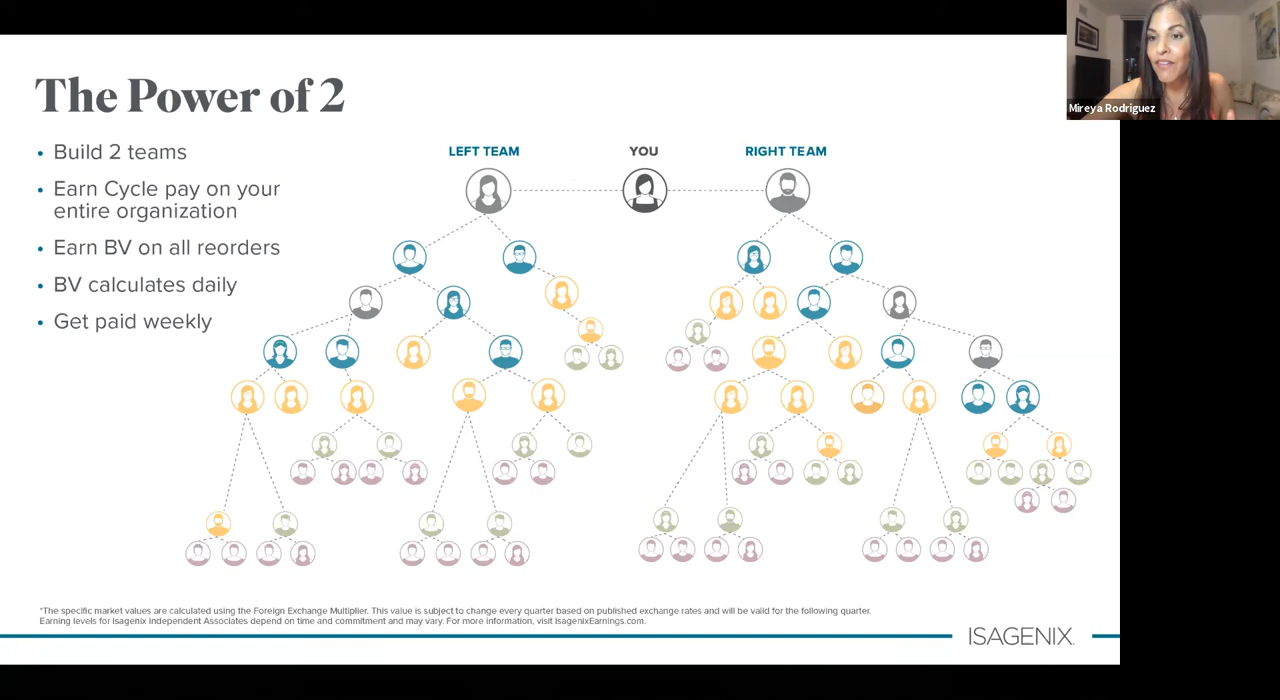 The Power of 2
• Build 2 teams
• Earn Cycle pay on your
entire organization
• Earn BV on all reorders
• BV calculates daily
• Get paid weekly
LEFT TEAM
YOU
RIGHT TEAM
Mireya Rodriguez
*The specific market values are calculated using the Foreign Exchange Multiplier. This value is subject to change every quarter based on published exchange rates and will be valid for the following quarter.
Earning levels for Isagenix independent Associates depend on time and commitment and may vary. For more information, visit IsagenixEarnings.com.
ISAGENIX.